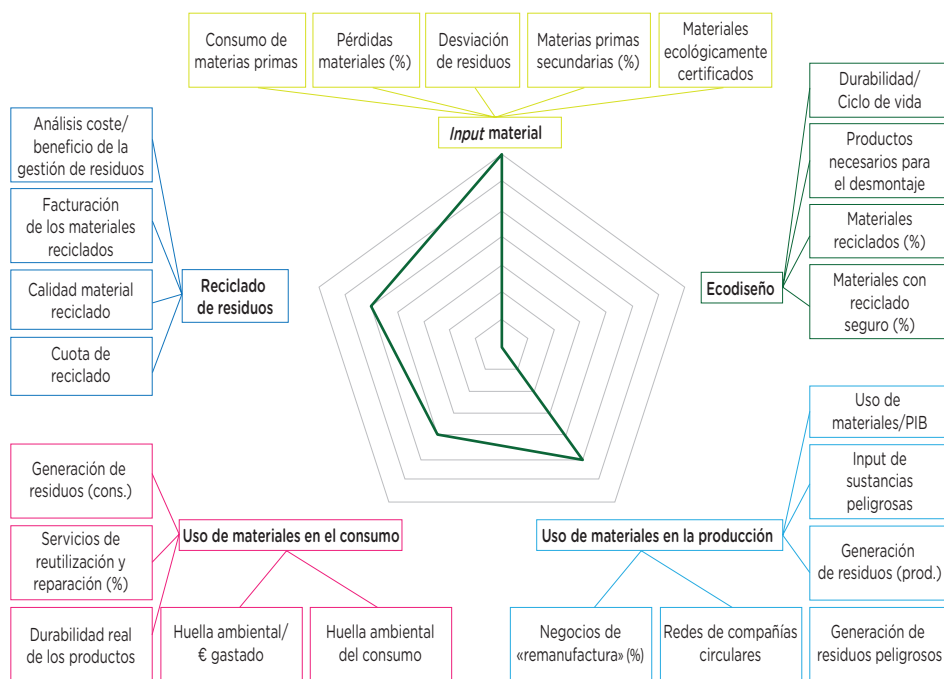 Consumo de
materias primas
Pérdidas
materiales (%)
Desviación
de residuos
Materias primas
secundarias (%)
Materiales
ecológicamente
certificados
Input material
Durabilidad/
Ciclo de vida
Productos
necesarios para
el desmontaje
Materiales
reciclados (%)
Materiales con
reciclado
seguro (%)
Ecodiseño
Análisis coste/
beneficio de la
gestión de residuos
Facturación
de los materiales
reciclados
Calidad material
reciclado
Cuota de
reciclado
Reciclado
de residuos
Generación de
residuos (cons.)
Servicios de
reutilización y
reparación (%)
Durabilidad real
de los productos
Uso de materiales en el consumo
Huella ambiental/
€ gastado
Huella ambiental
del consumo
Uso de materiales en la producción
Uso de
materiales/PIB
Input de
sustancias
peligrosas
Generación
de residuos (prod.)
Negocios de
«remanufactura» (%)
Redes de compañías
circulares
Generación de
residuos peligrosos